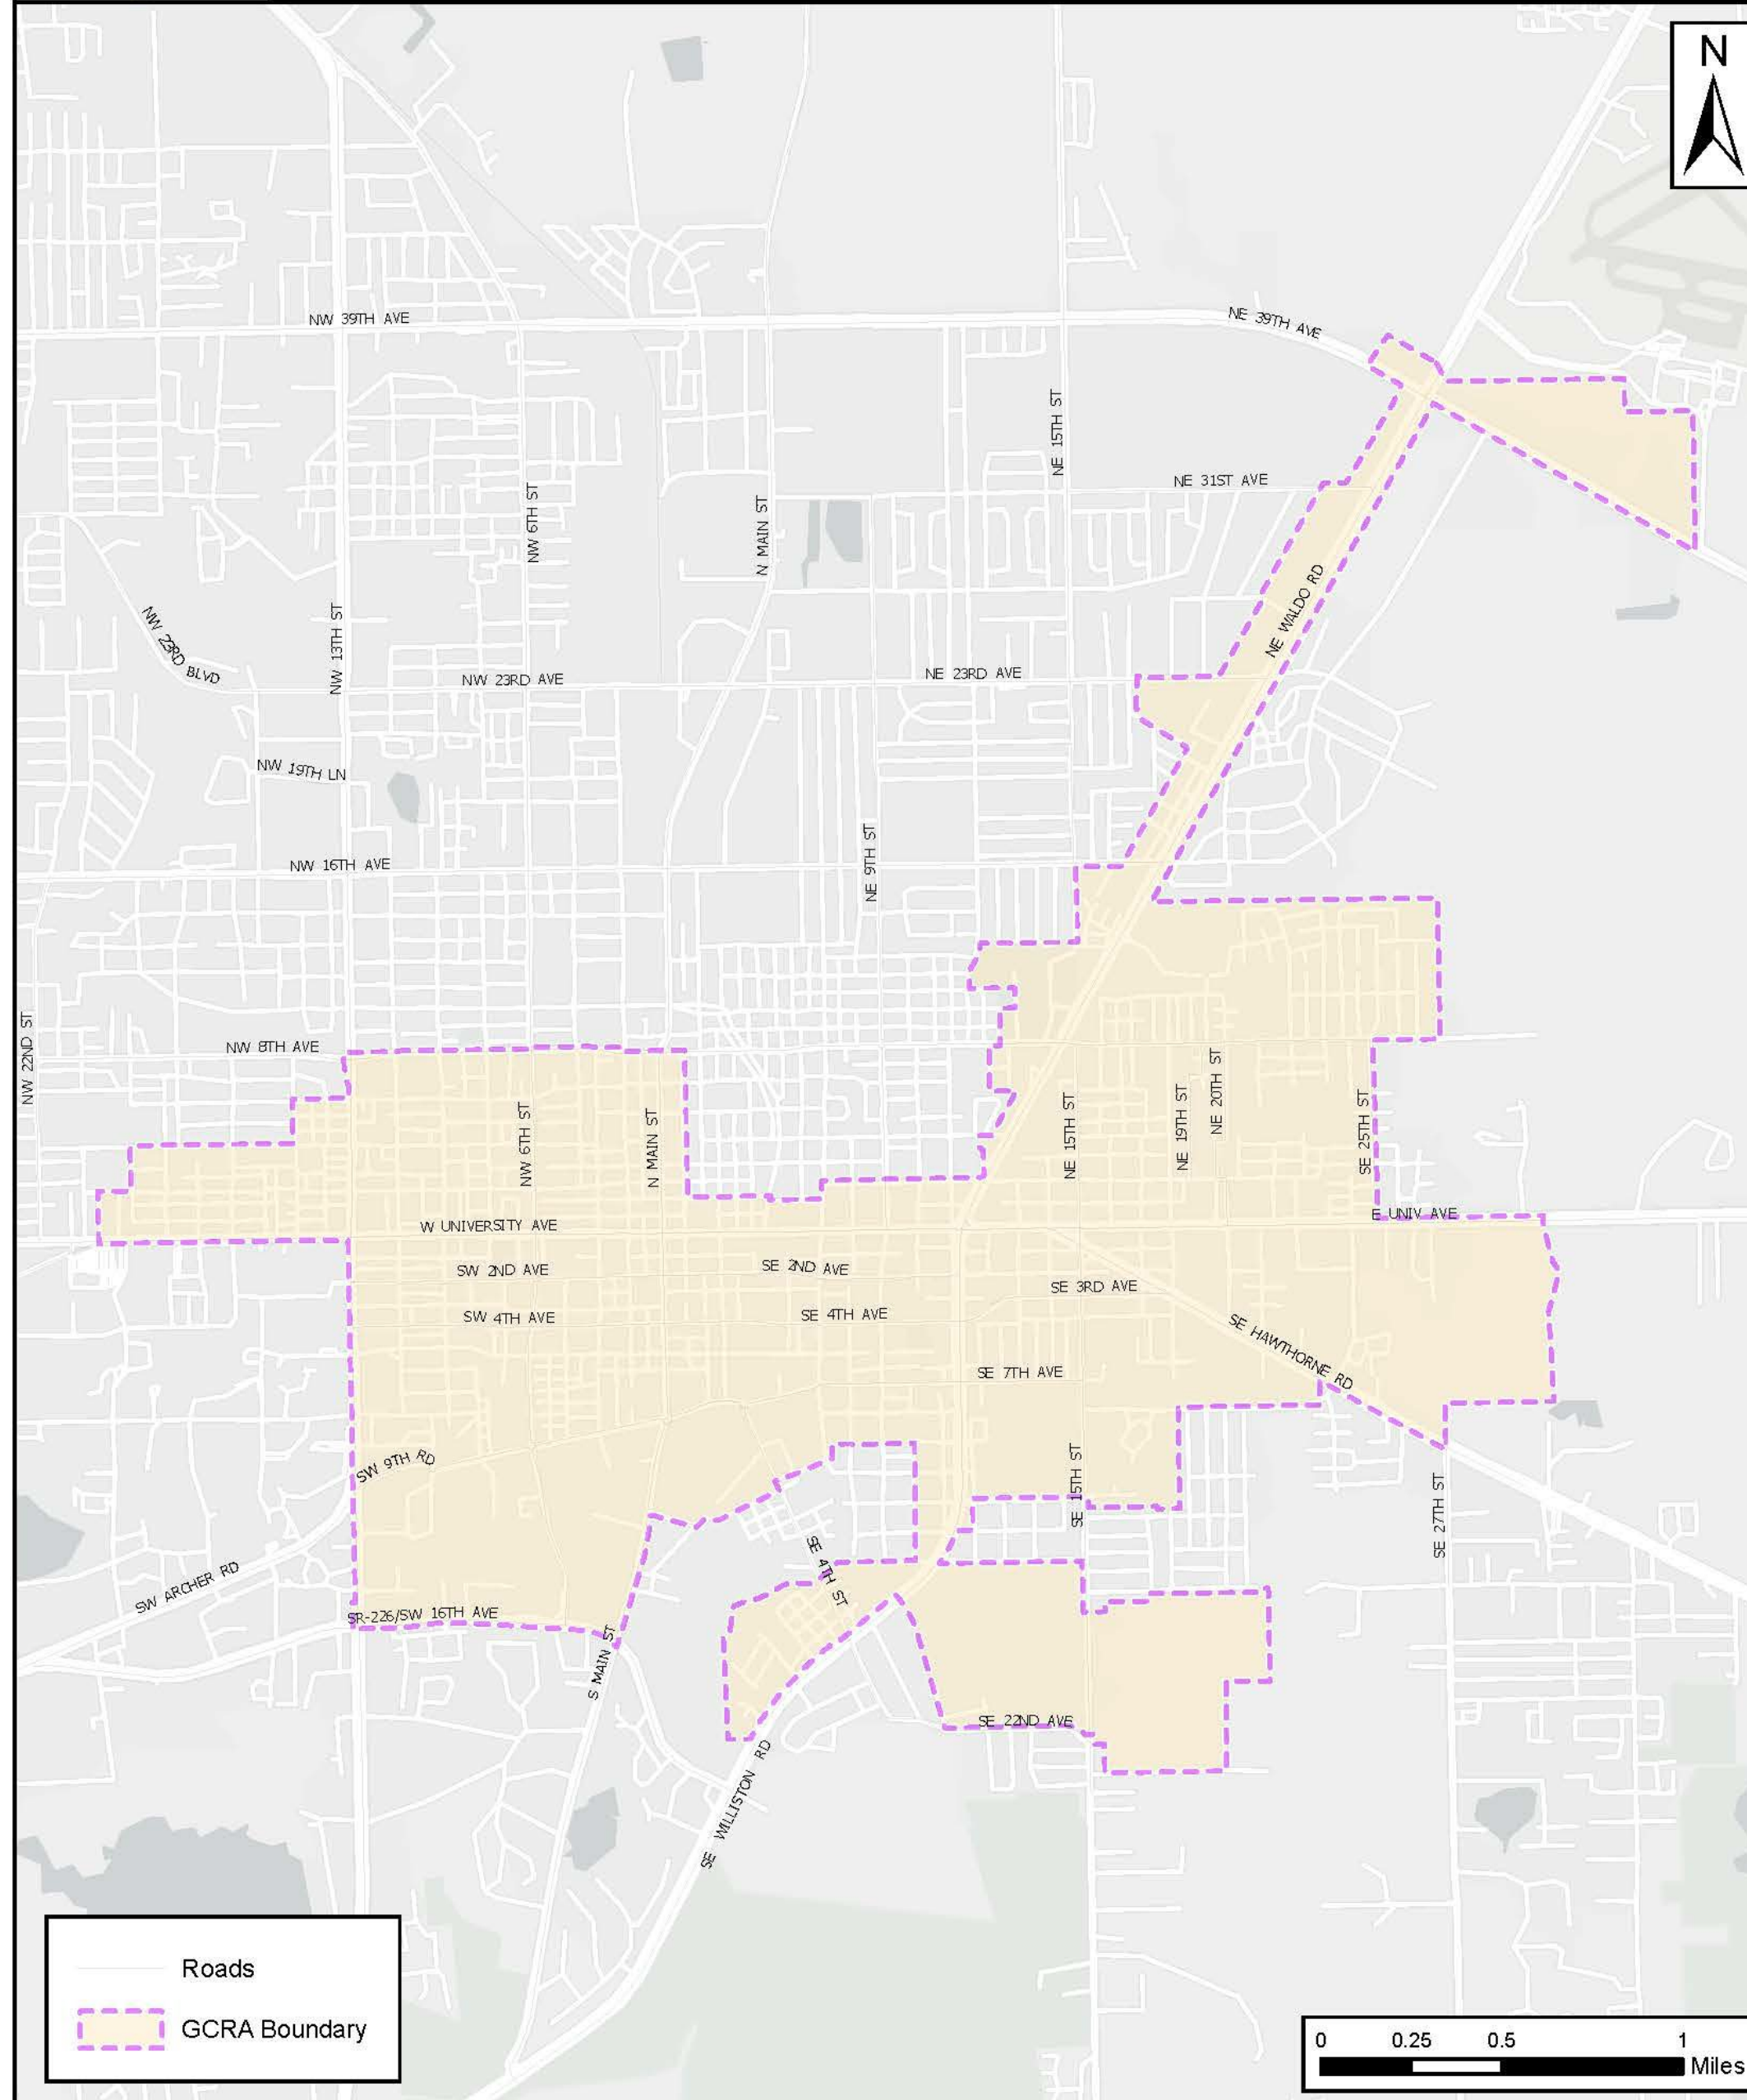 N
NW 39TH AVE
NE 39TH AVE
NE 15TH ST
NE 31ST AVE
NW 6TH ST
N MAIN ST
NE WALDO RD
NW 23RD BLVD
NW 13TH ST
NW 23RD AVE
NE 23RD AVE
NW 19TH LN
NW 16TH AVE
NE 9TH ST
NW 22ND ST
NW 8TH AVE
NW 6TH ST
N MAIN ST
NE 15TH ST
NE 19TH ST
NE 20TH ST
SE 25TH ST
W UNIVERSITY AVE
E UNIV AVE
SW 2ND AVE
SE 2ND AVE
SE 3RD AVE
SW 4TH AVE
SE 4TH AVE
SE HAWTHORNE RD
SE 7TH AVE
SW 9TH RD
SE 15TH ST
SE 27TH ST
SW ARCHER RD
SE 4TH ST
SR-226/SW 16TH AVE
S MAIN ST
SE 22ND AVE
SE WILLISTON RD
Roads
GCRA Boundary
0 0.25 0.5 1
Miles